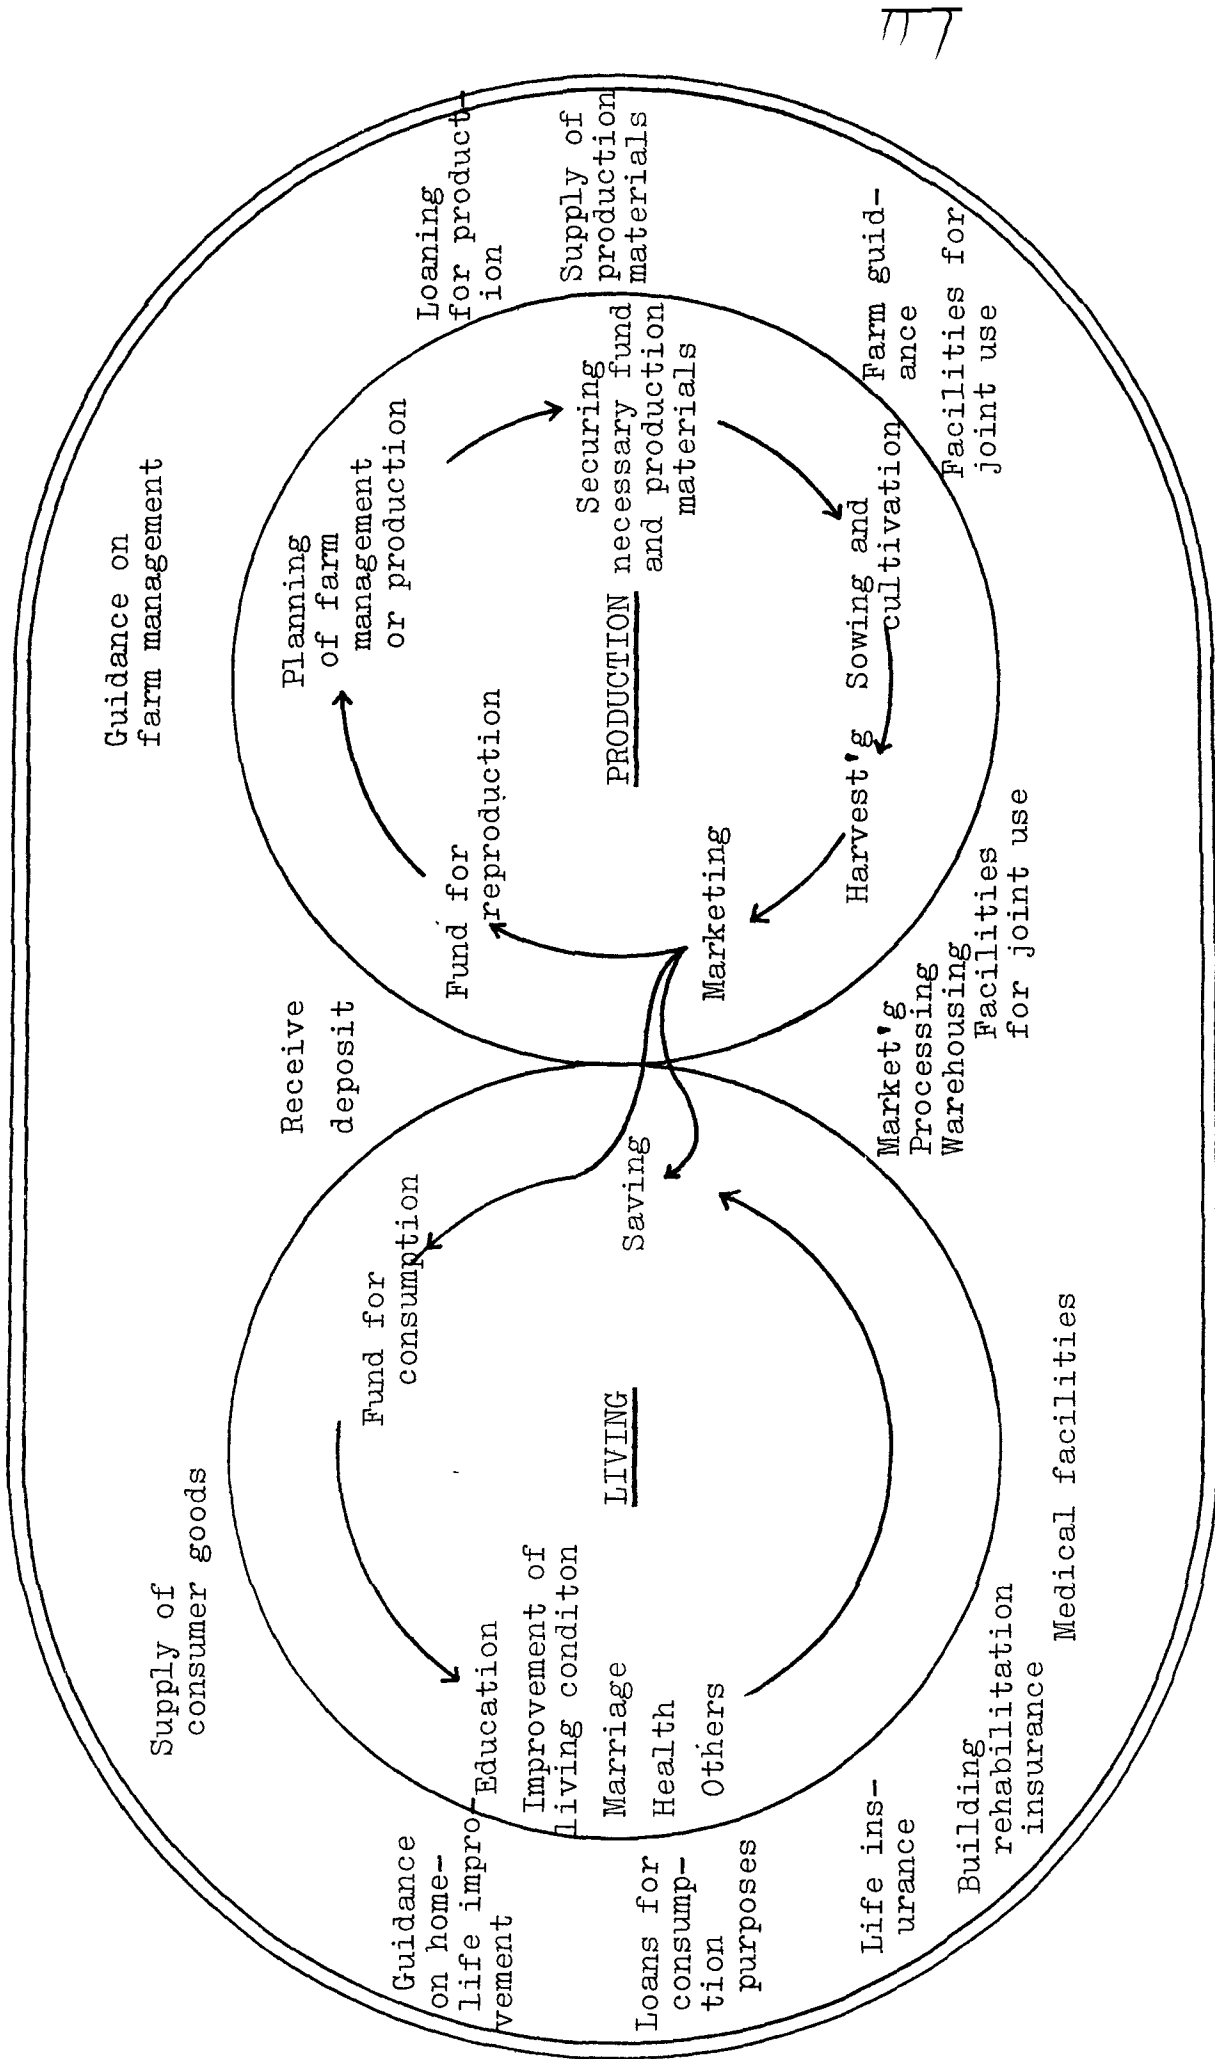 Guidance on
farm management
Supply of
consumer goods
Receive
deposit
Loaning
for product-
ion
Supply of
production
materials
Farm guid-
ance
Facilities for
joint use
Market'g
Processing
Warehousing
Facilities
for joint use
Medical facilities
Building
rehabilitation
insurance
Life ins-
urance
Loans for
consump-
tion
purposes
Guidance
on home-
life impro-
vement
PRODUCTION
Planning
of farm
management
or production
Securing
necessary fund
and production
materials
Sowing and
cultivation
Harvest'g
Marketing
Fund for
reproduction
LIVING
Saving
Fund for
consumption
Education
Improvement of
living conditon
Marriage
Health
Others